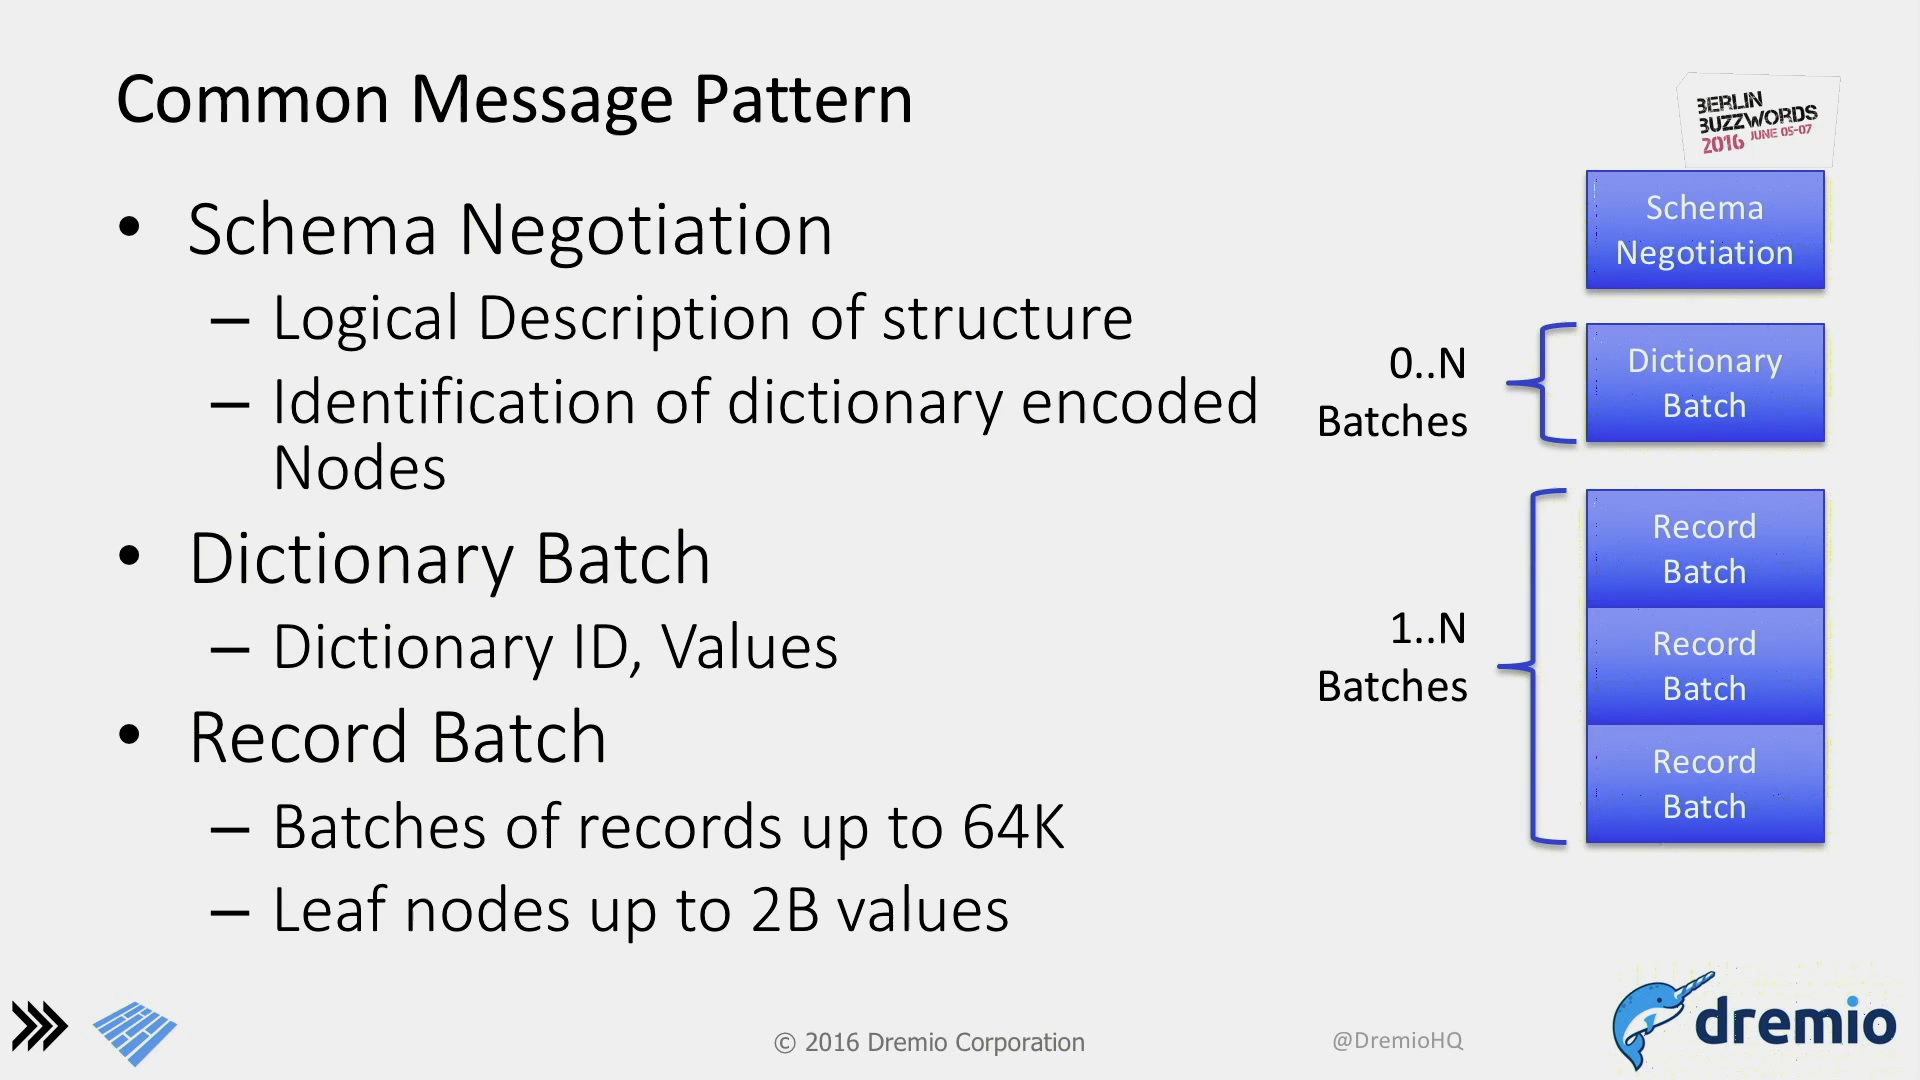 Common Message Pattern
BERLIN
BUZZWORDS
2016 JUNE 05-07
• Schema Negotiation
– Logical Description of structure
– Identification of dictionary encoded
Nodes
• Dictionary Batch
– Dictionary ID, Values
• Record Batch
– Batches of records up to 64K
– Leaf nodes up to 2B values
Schema
Negotiation
0..N
Batches
Dictionary
Batch
1..N
Batches
Record
Batch
Record
Batch
Record
Batch
© 2016 Dremio Corporation
@DremioHQ
dremio